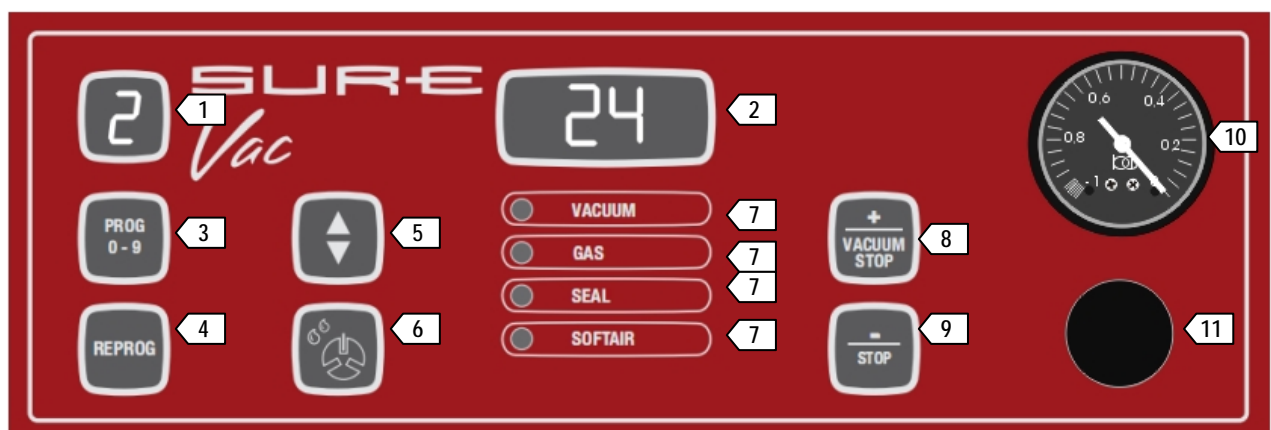 2
1
SUR-E
Vac
24
2
0,6 0,4
0,8 0,2
-1 0
10
PROG
0 - 9
3
5
VACUUM
7
GAS
7
SEAL
7
SOFTAIR
7
+
VACUUM
STOP
8
REPROG
4
6
-
STOP
9
11